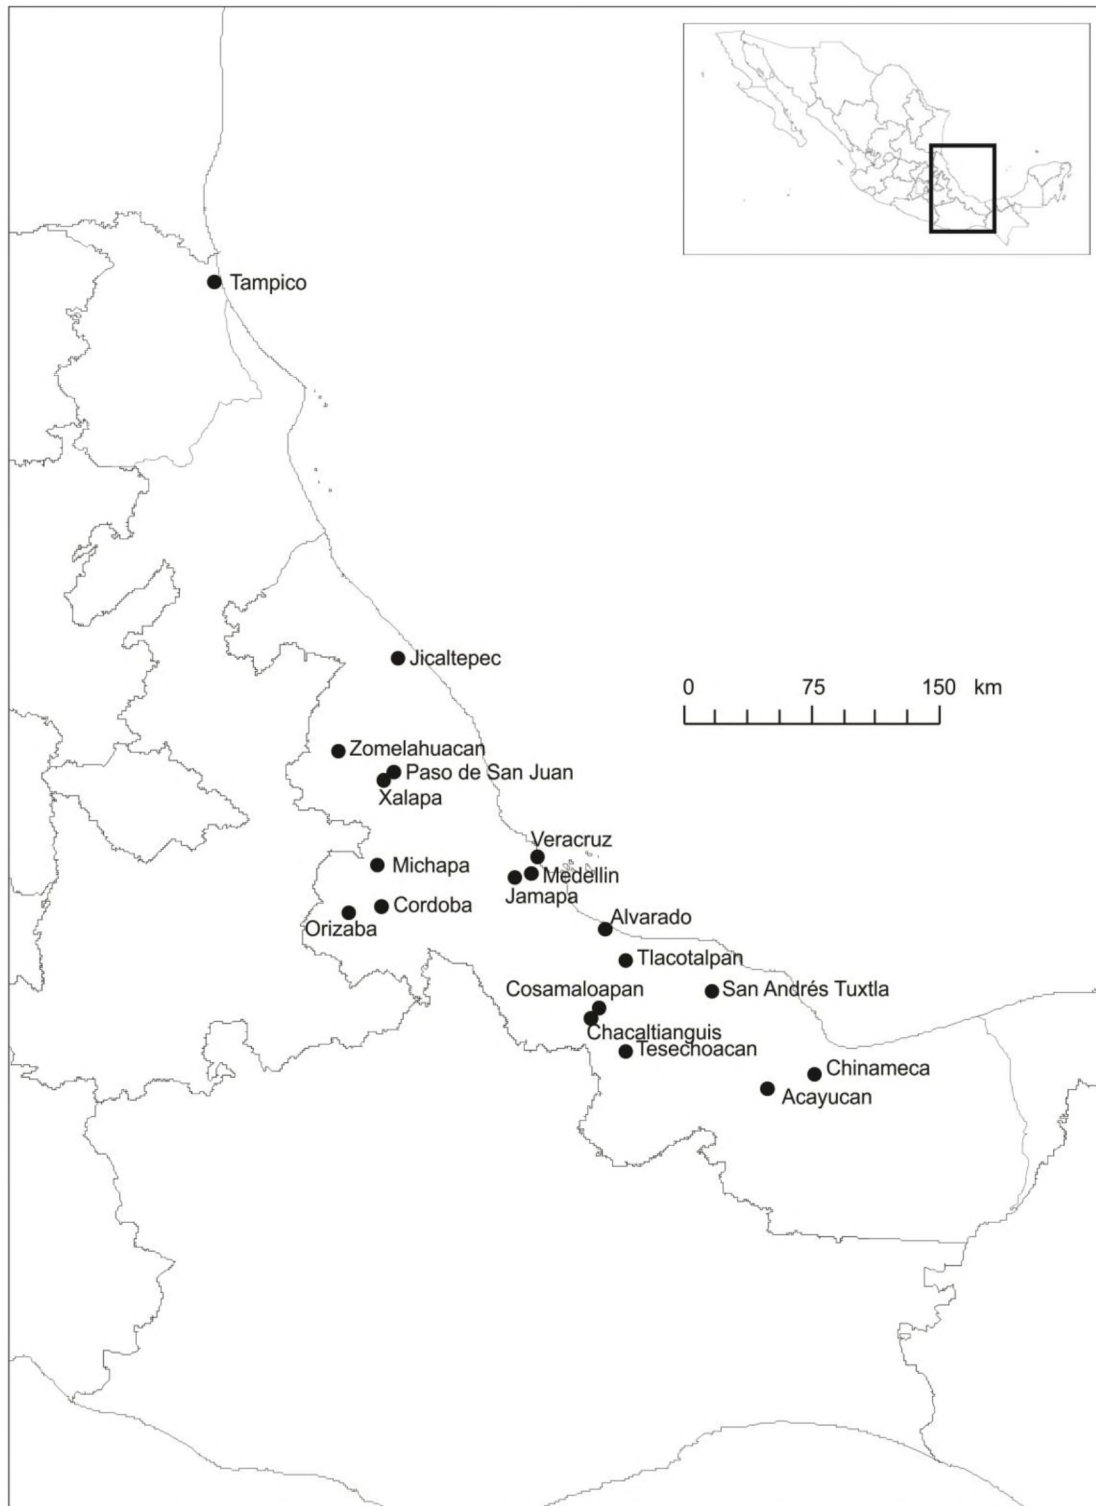 Tampico
Jicaltepec
0 75 150 km
Zomelahuacan
Paso de San Juan
Xalapa
Veracruz
Michapa
Medellin
Jamapa
Cordoba
Orizaba
Alvarado
Tlacotalpan
Cosamaloapan
San Andrés Tuxtla
Chacaltianguis
Tesechoacan
Chinameca
Acayucan